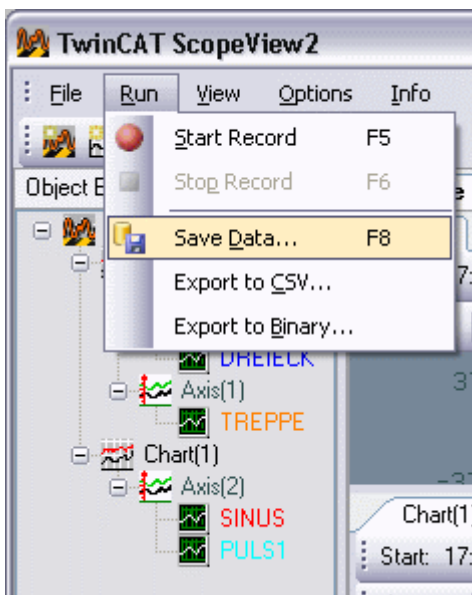 TwinCAT ScopeView2
File Run View Options Info
Start Record F5
Object E
Stop Record F6
Save Data... F8
Export to CSV...
Export to Binary...
DREIECK
Axis(1)
TREPPE
Chart(1)
Axis(2)
SINUS
PULS1
Chart(1
Start: 17: